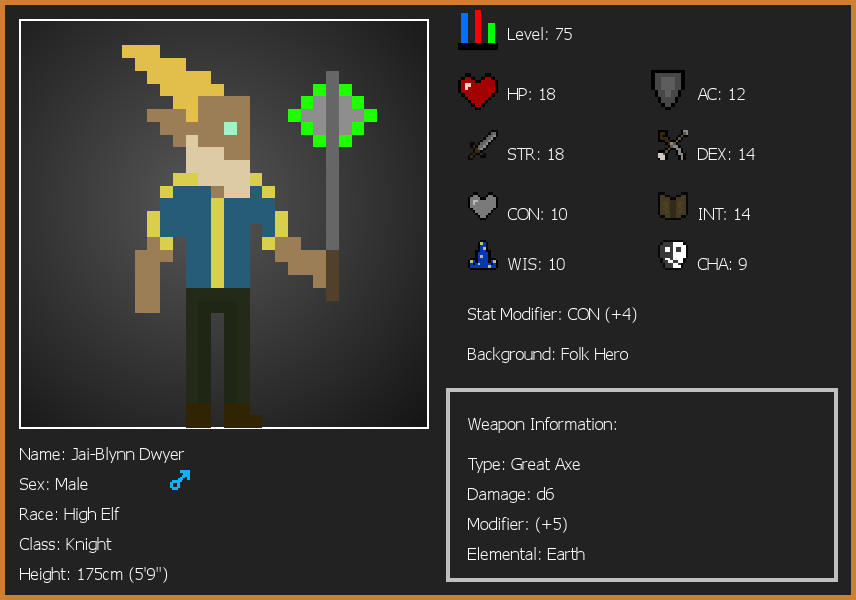 Level: 75
HP: 18
AC: 12
STR: 18
DEX: 14
CON: 10
INT: 14
WIS: 10
CHA: 9
Stat Modifier: CON (+4)
Background: Folk Hero
Weapon Information:
Type: Great Axe
Damage: d6
Modifier: (+5)
Elemental: Earth
Name: Jai-Blynn Dwyer
Sex: Male
Race: High Elf
Class: Knight
Height: 175cm (5'9")